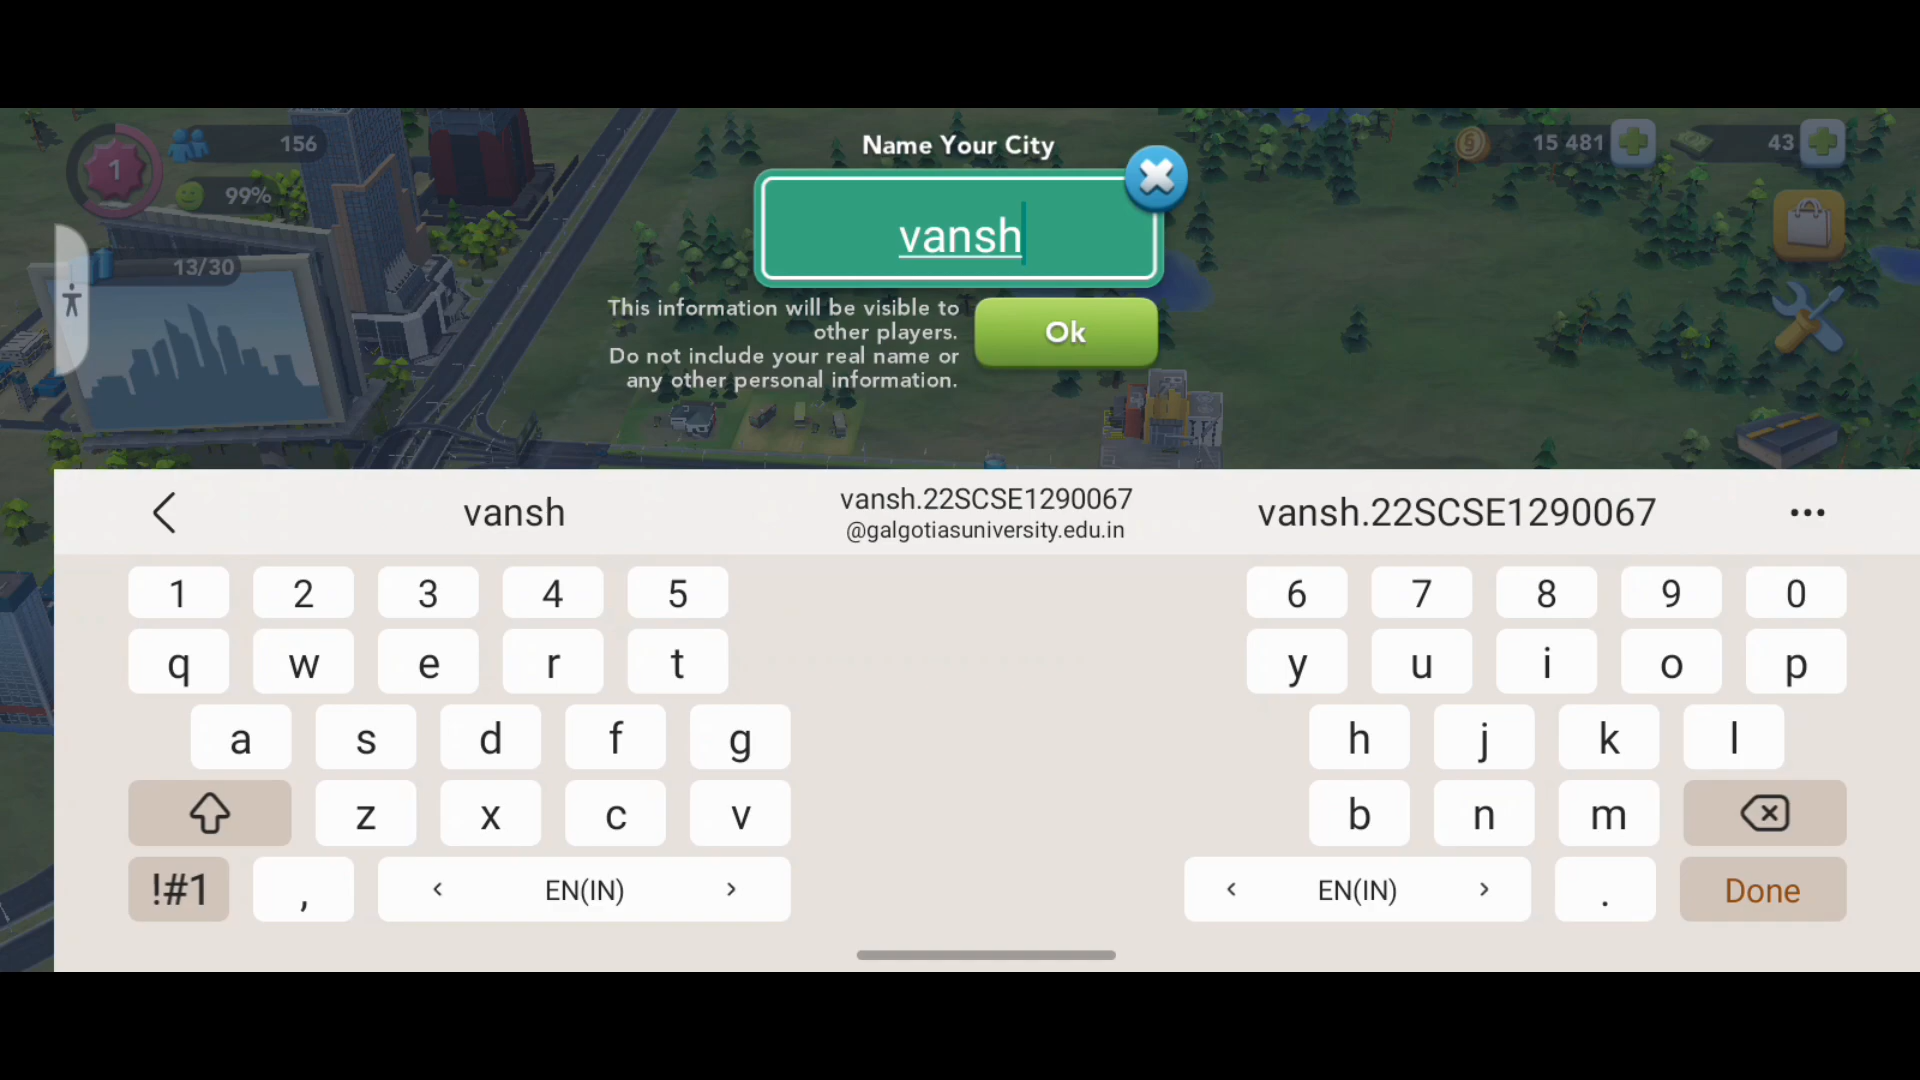 Name Your City
1
156
99%
13/30
15 481
43
vansh
This information will be visible to
other players.
Do not include your real name or
any other personal information.
Ok
vansh
vansh.22SCSE1290067
@galgotiasuniversity.edu.in
vansh.22SCSE1290067
...
1 2 3 4 5 6 7 8 9 0
q w e r t y u i o p
a s d f g h j k l
z x c v b n m
!#1 , < EN(IN) > < EN(IN) > . Done